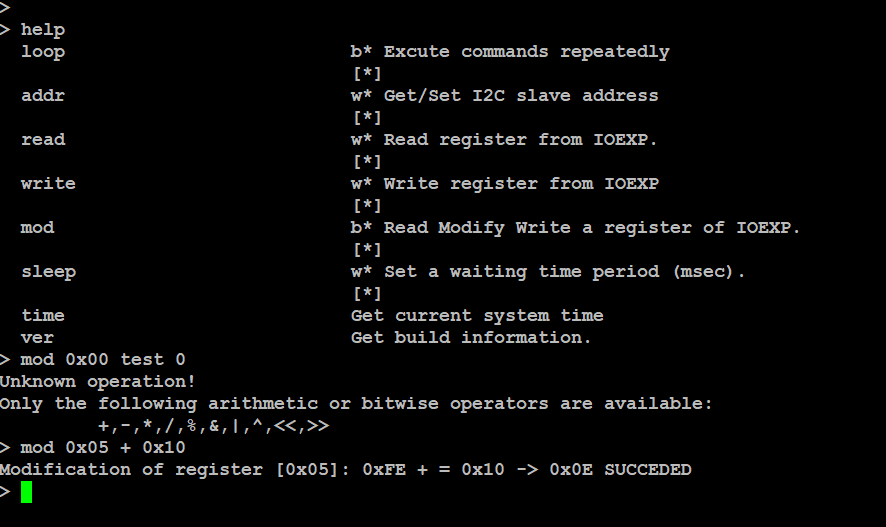 >
> help
loop b* Excute commands repeatedly
[*]
addr w* Get/Set I2C slave address
[*]
read w* Read register from IOEXP.
[*]
write w* Write register from IOEXP
[*]
mod b* Read Modify Write a register of IOEXP.
[*]
sleep w* Set a waiting time period (msec).
[*]
time Get current system time
ver Get build information.
> mod 0x00 test 0
Unknown operation!
Only the following arithmetic or bitwise operators are available:
+,-,*,/,%,&,|,^,<<,>>
> mod 0x05 + 0x10
Modification of register [0x05]: 0xFE + = 0x10 -> 0x0E SUCCEDED
>